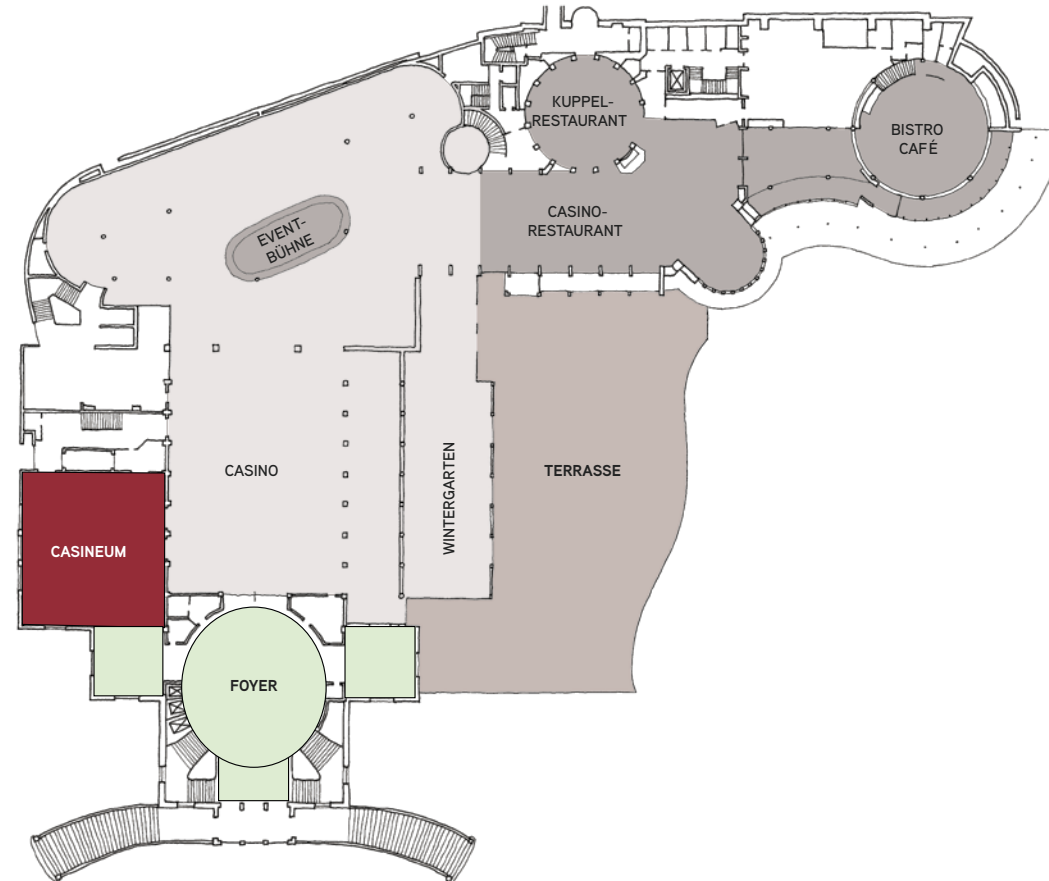 KUPPEL-
RESTAURANT
BISTRO
CAFÉ
CASINO-
RESTAURANT
EVENT-
BÜHNE
CASINO
WINTERGARTEN
TERRASSE
CASINEUM
FOYER